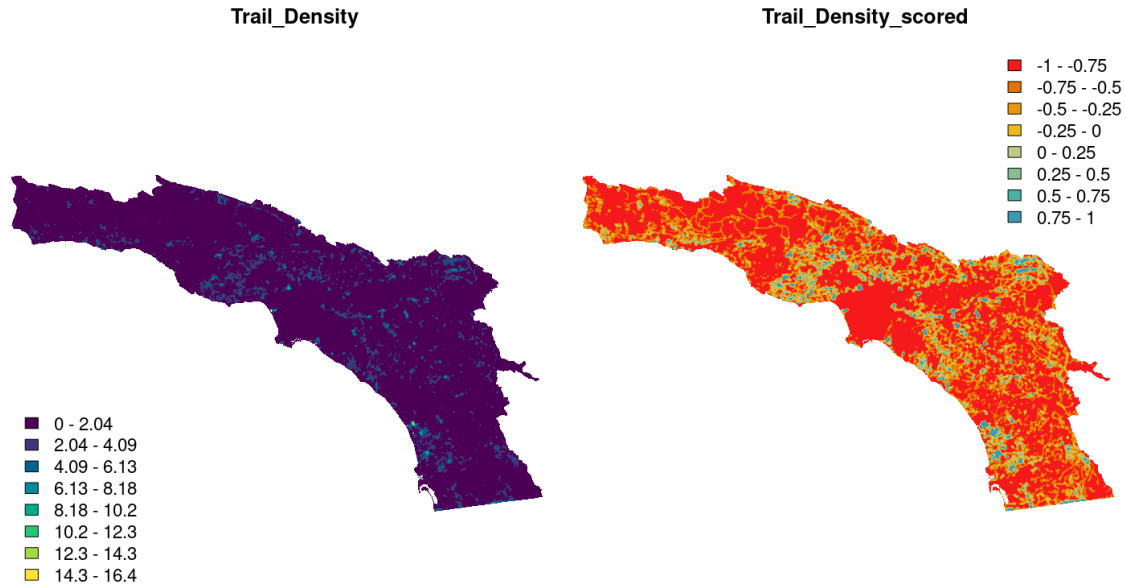 Trail_Density
0 - 2.04
2.04 - 4.09
4.09 - 6.13
6.13 - 8.18
8.18 - 10.2
10.2 - 12.3
12.3 - 14.3
14.3 - 16.4
Trail_Density_scored
-1 - -0.75
-0.75 - -0.5
-0.5 - -0.25
-0.25 - 0
0 - 0.25
0.25 - 0.5
0.5 - 0.75
0.75 - 1